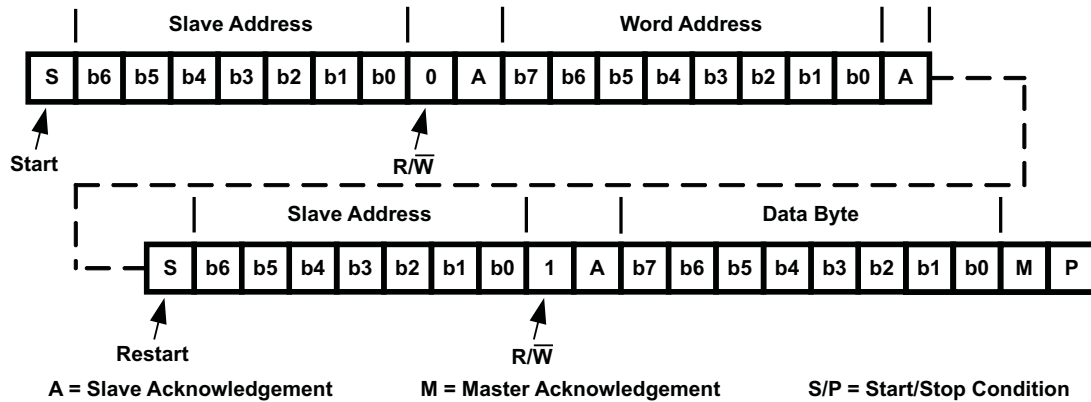 Slave Address Word Address
S b6 b5 b4 b3 b2 b1 b0 0 A b7 b6 b5 b4 b3 b2 b1 b0 A
Start R/W̅
Slave Address Data Byte
S b6 b5 b4 b3 b2 b1 b0 1 A b7 b6 b5 b4 b3 b2 b1 b0 M P
Restart R/W̅
A = Slave Acknowledgement M = Master Acknowledgement S/P = Start/Stop Condition